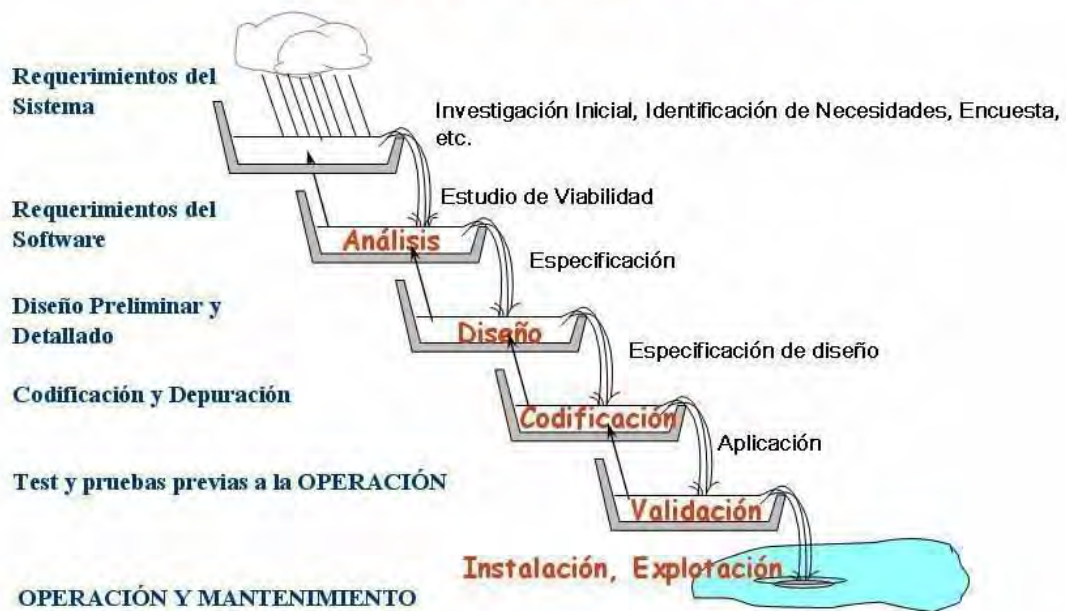 Requerimientos del
Sistema
Investigación Inicial, Identificación de Necesidades, Encuesta,
etc.
Estudio de Viabilidad
Requerimientos del
Software
Análisis
Especificación
Diseño Preliminar y
Detallado
Diseño
Especificación de diseño
Codificación y Depuración
Codificación
Aplicación
Test y pruebas previas a la OPERACIÓN
Validación
Instalación, Explotación
OPERACIÓN Y MANTENIMIENTO